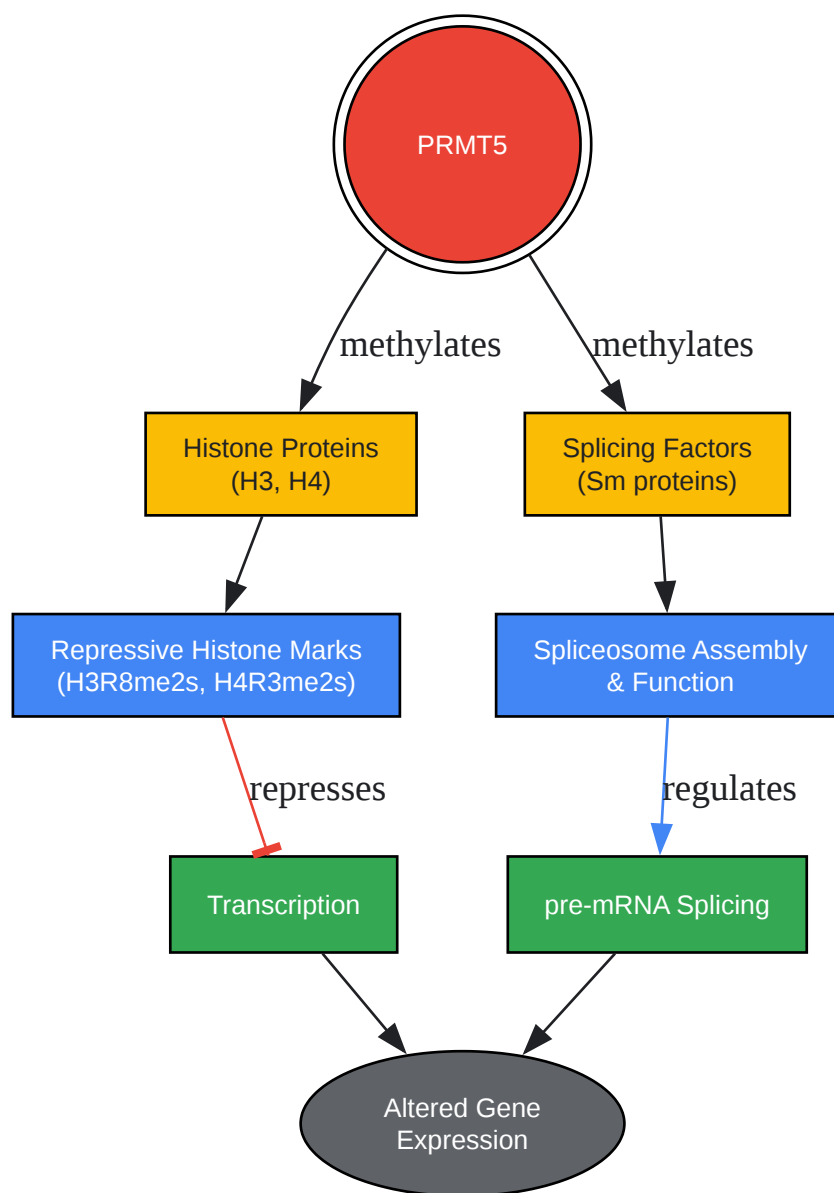 PRMT5
methylates
methylates
Histone Proteins
(H3, H4)
Splicing Factors
(Sm proteins)
Repressive Histone Marks
(H3R8me2s, H4R3me2s)
Spliceosome Assembly
& Function
represses
regulates
Transcription
pre-mRNA Splicing
Altered Gene
Expression